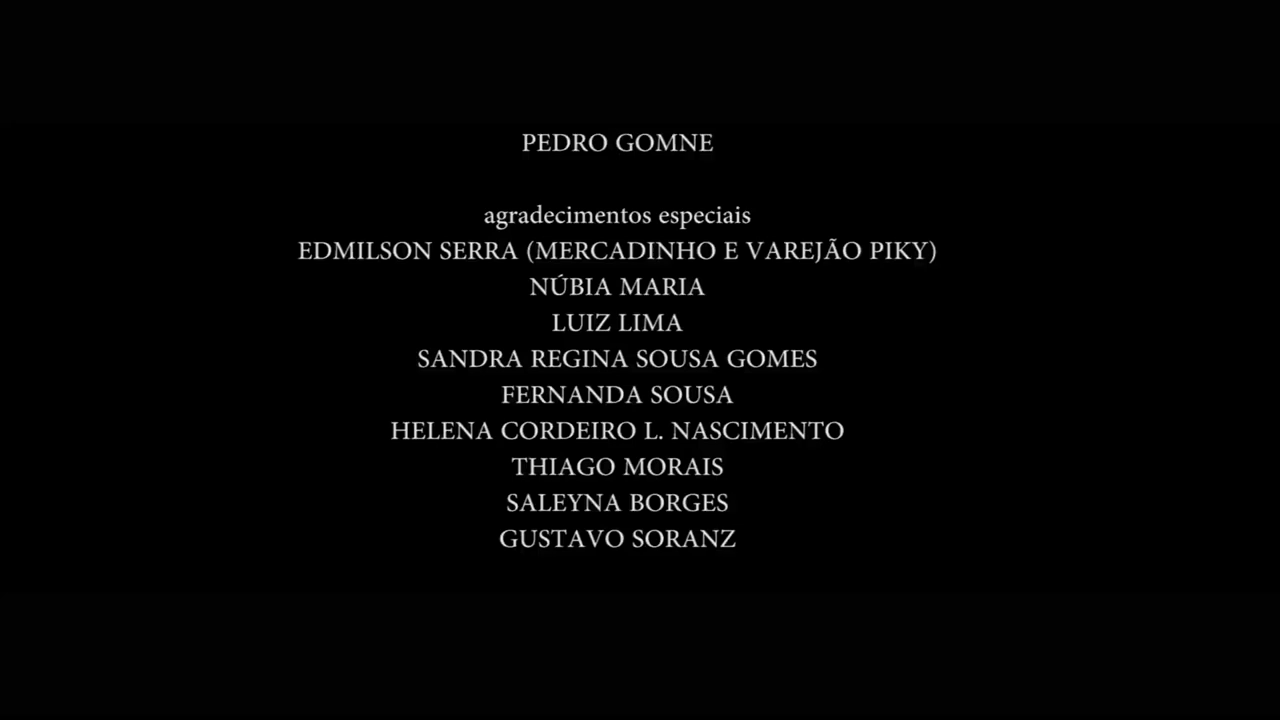 PEDRO GOMNE
agradecimentos especiais
EDMILSON SERRA (MERCADINHO E VAREJÃO PIKY)
NÚBIA MARIA
LUIZ LIMA
SANDRA REGINA SOUSA GOMES
FERNANDA SOUSA
HELENA CORDEIRO L. NASCIMENTO
THIAGO MORAIS
SALEYNA BORGES
GUSTAVO SORANZ